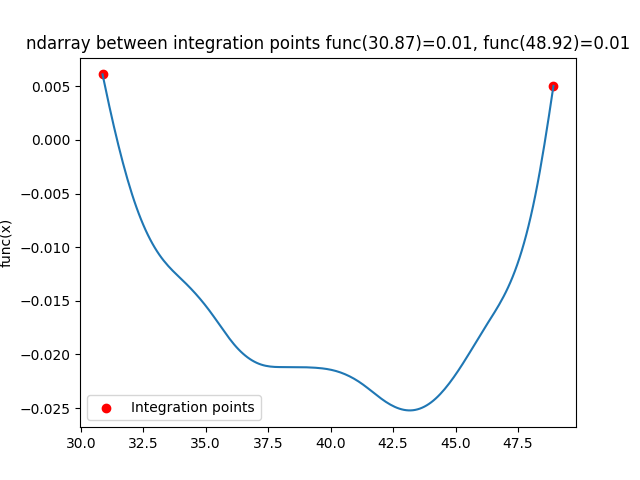 ndarray between integration points func(30.87)=0.01, func(48.92)=0.01
func(x)
0.005
0.000
−0.005
−0.010
−0.015
−0.020
−0.025
Integration points
30.0 32.5 35.0 37.5 40.0 42.5 45.0 47.5